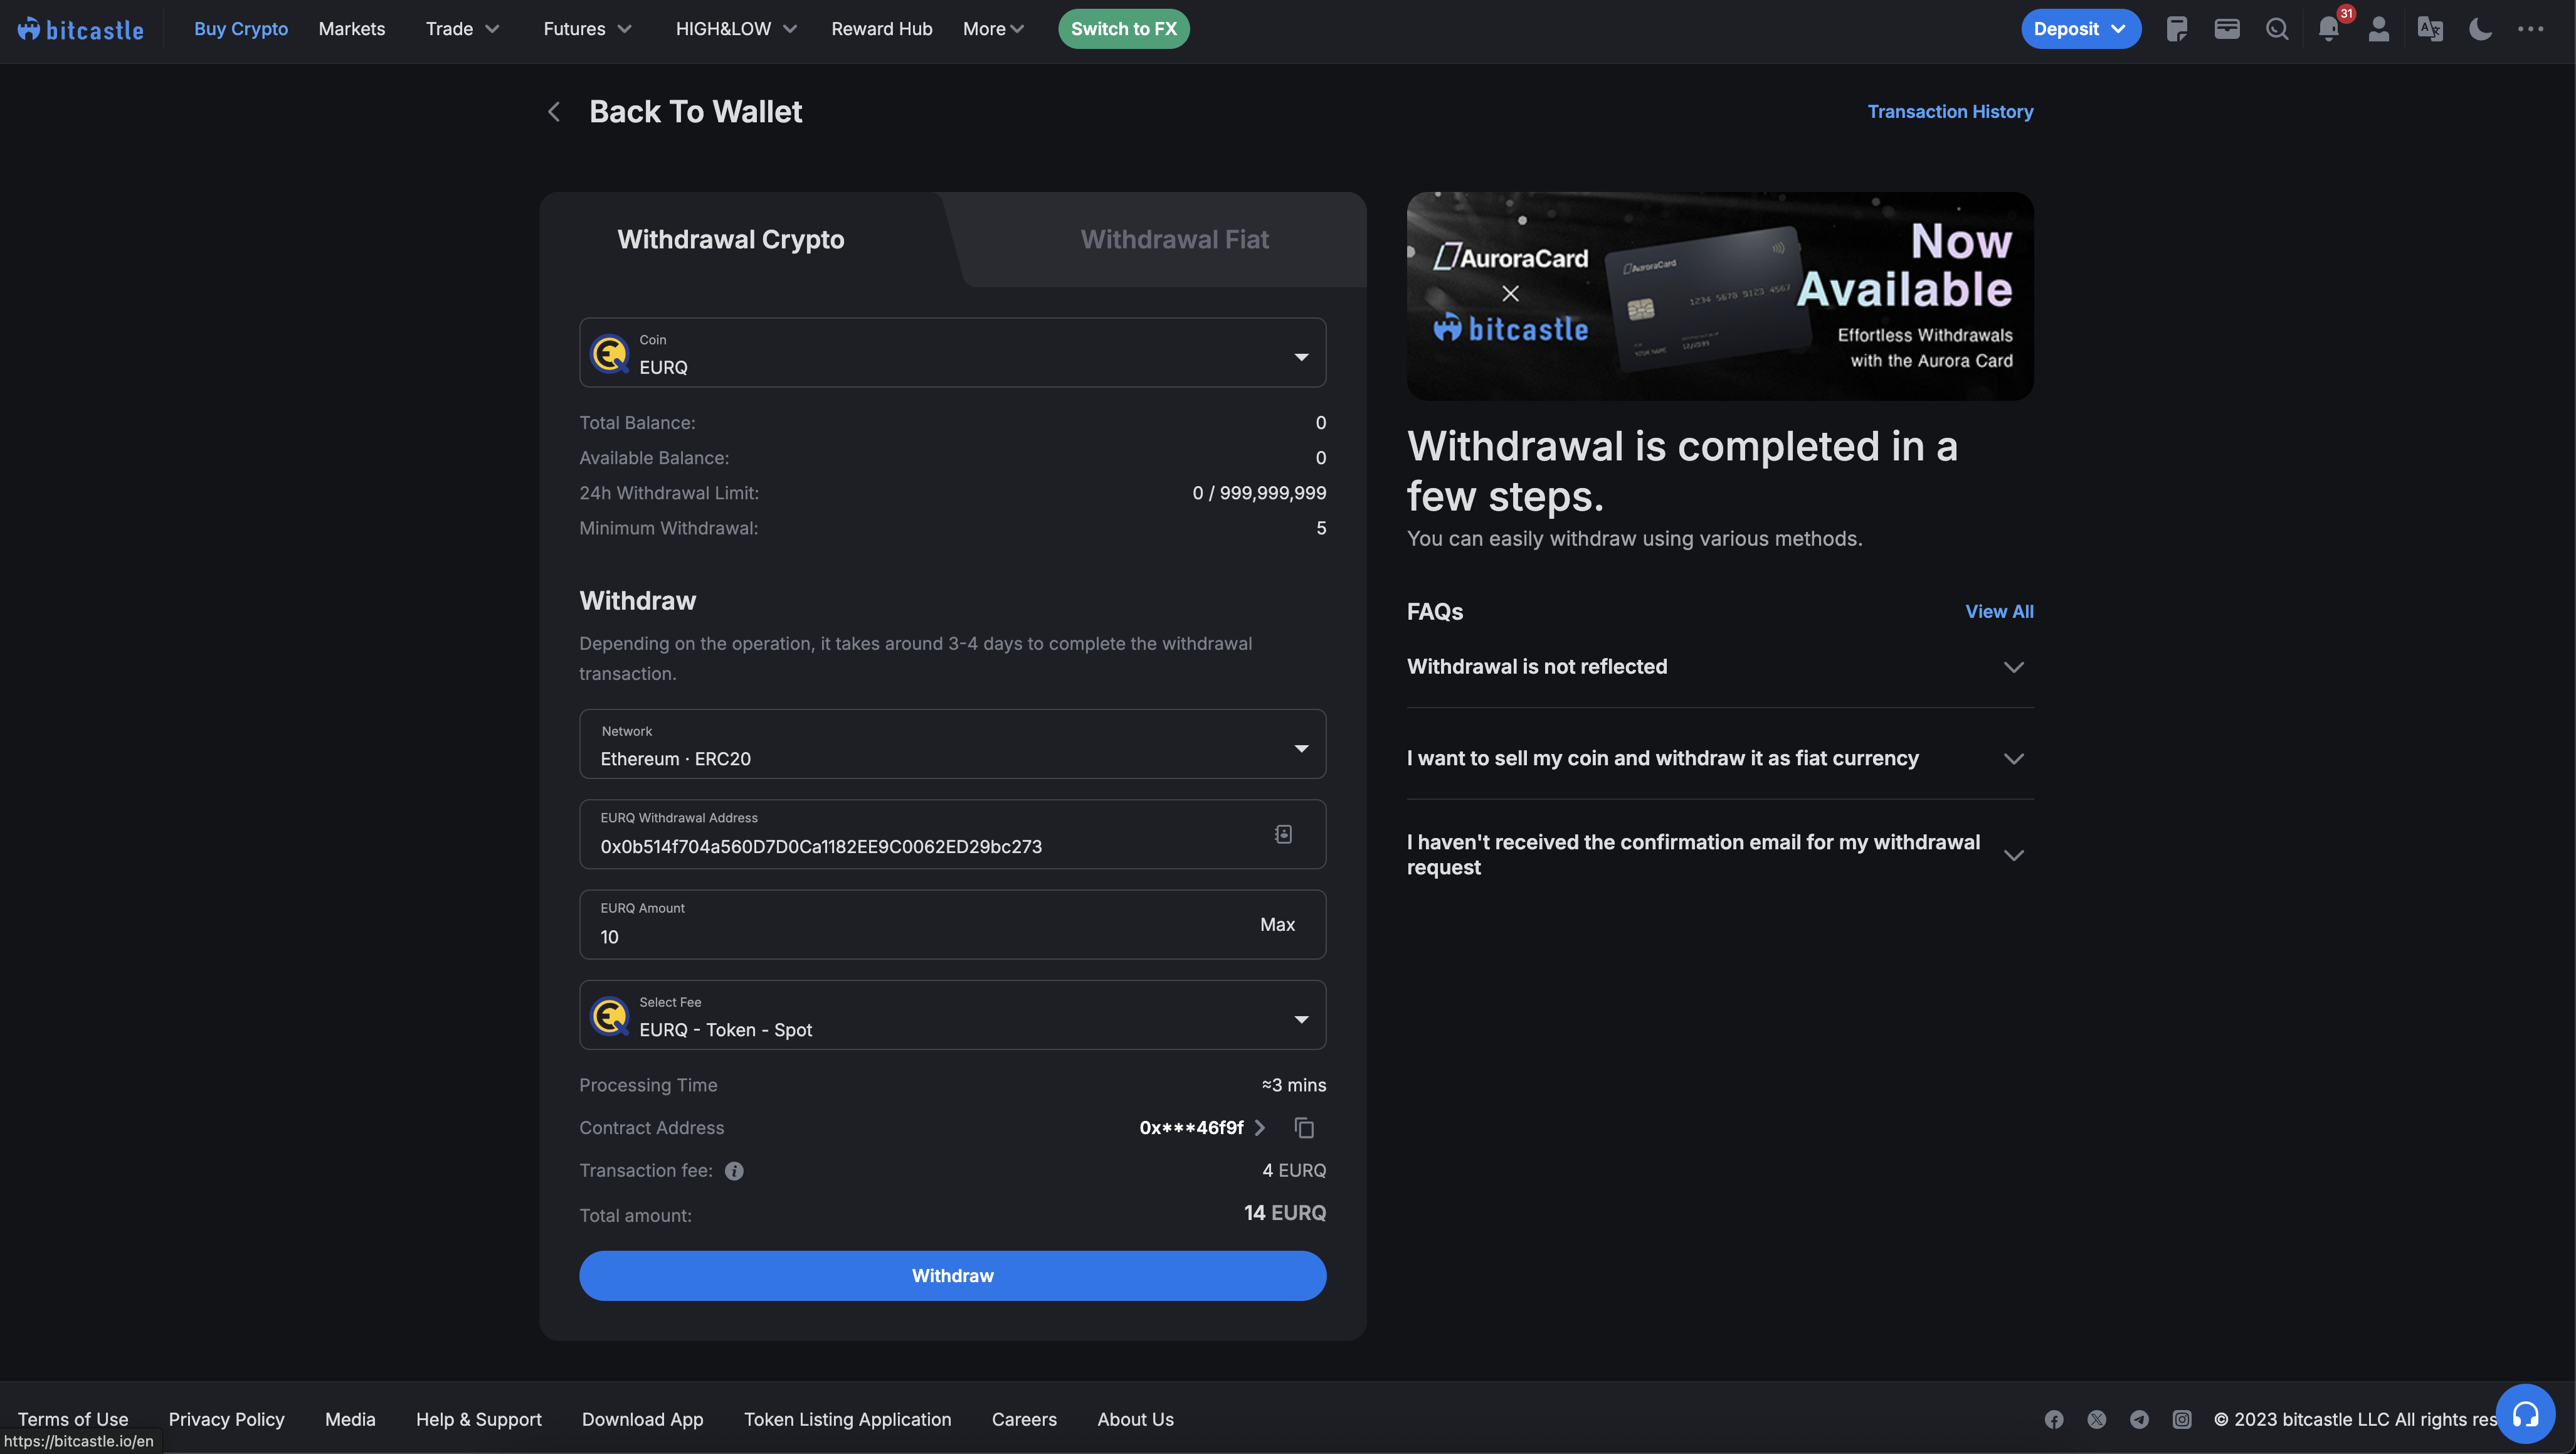 bitcastle
Buy Crypto
Markets
Trade
Futures
HIGH&LOW
Reward Hub
More
Switch to FX
Deposit
31
Back To Wallet
Transaction History
Withdrawal Crypto
Withdrawal Fiat
Coin
EURQ
Total Balance:
0
Available Balance:
0
24h Withdrawal Limit:
0 / 999,999,999
Minimum Withdrawal:
5
Withdraw
Depending on the operation, it takes around 3-4 days to complete the withdrawal
transaction.
Network
Ethereum · ERC20
EURQ Withdrawal Address
0x0b514f704a560D7D0Ca1182EE9C0062ED29bc273
EURQ Amount
10
Max
Select Fee
EURQ - Token - Spot
Processing Time
≈3 mins
Contract Address
0x***46f9f
Transaction fee:
4 EURQ
Total amount:
14 EURQ
Withdraw
AuroraCard
×
bitcastle
AuroraCard
1234 5678 9123 4567
YOUR NAME
Now
Available
Effortless Withdrawals
with the Aurora Card
Withdrawal is completed in a
few steps.
You can easily withdraw using various methods.
FAQs
View All
Withdrawal is not reflected
I want to sell my coin and withdraw it as fiat currency
I haven't received the confirmation email for my withdrawal
request
Terms of Use
Privacy Policy
Media
Help & Support
Download App
Token Listing Application
Careers
About Us
© 2023 bitcastle LLC All rights res
https://bitcastle.io/en